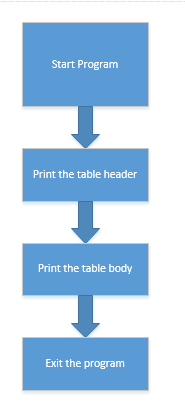 Start Program
Print the table header
Print the table body
Exit the program